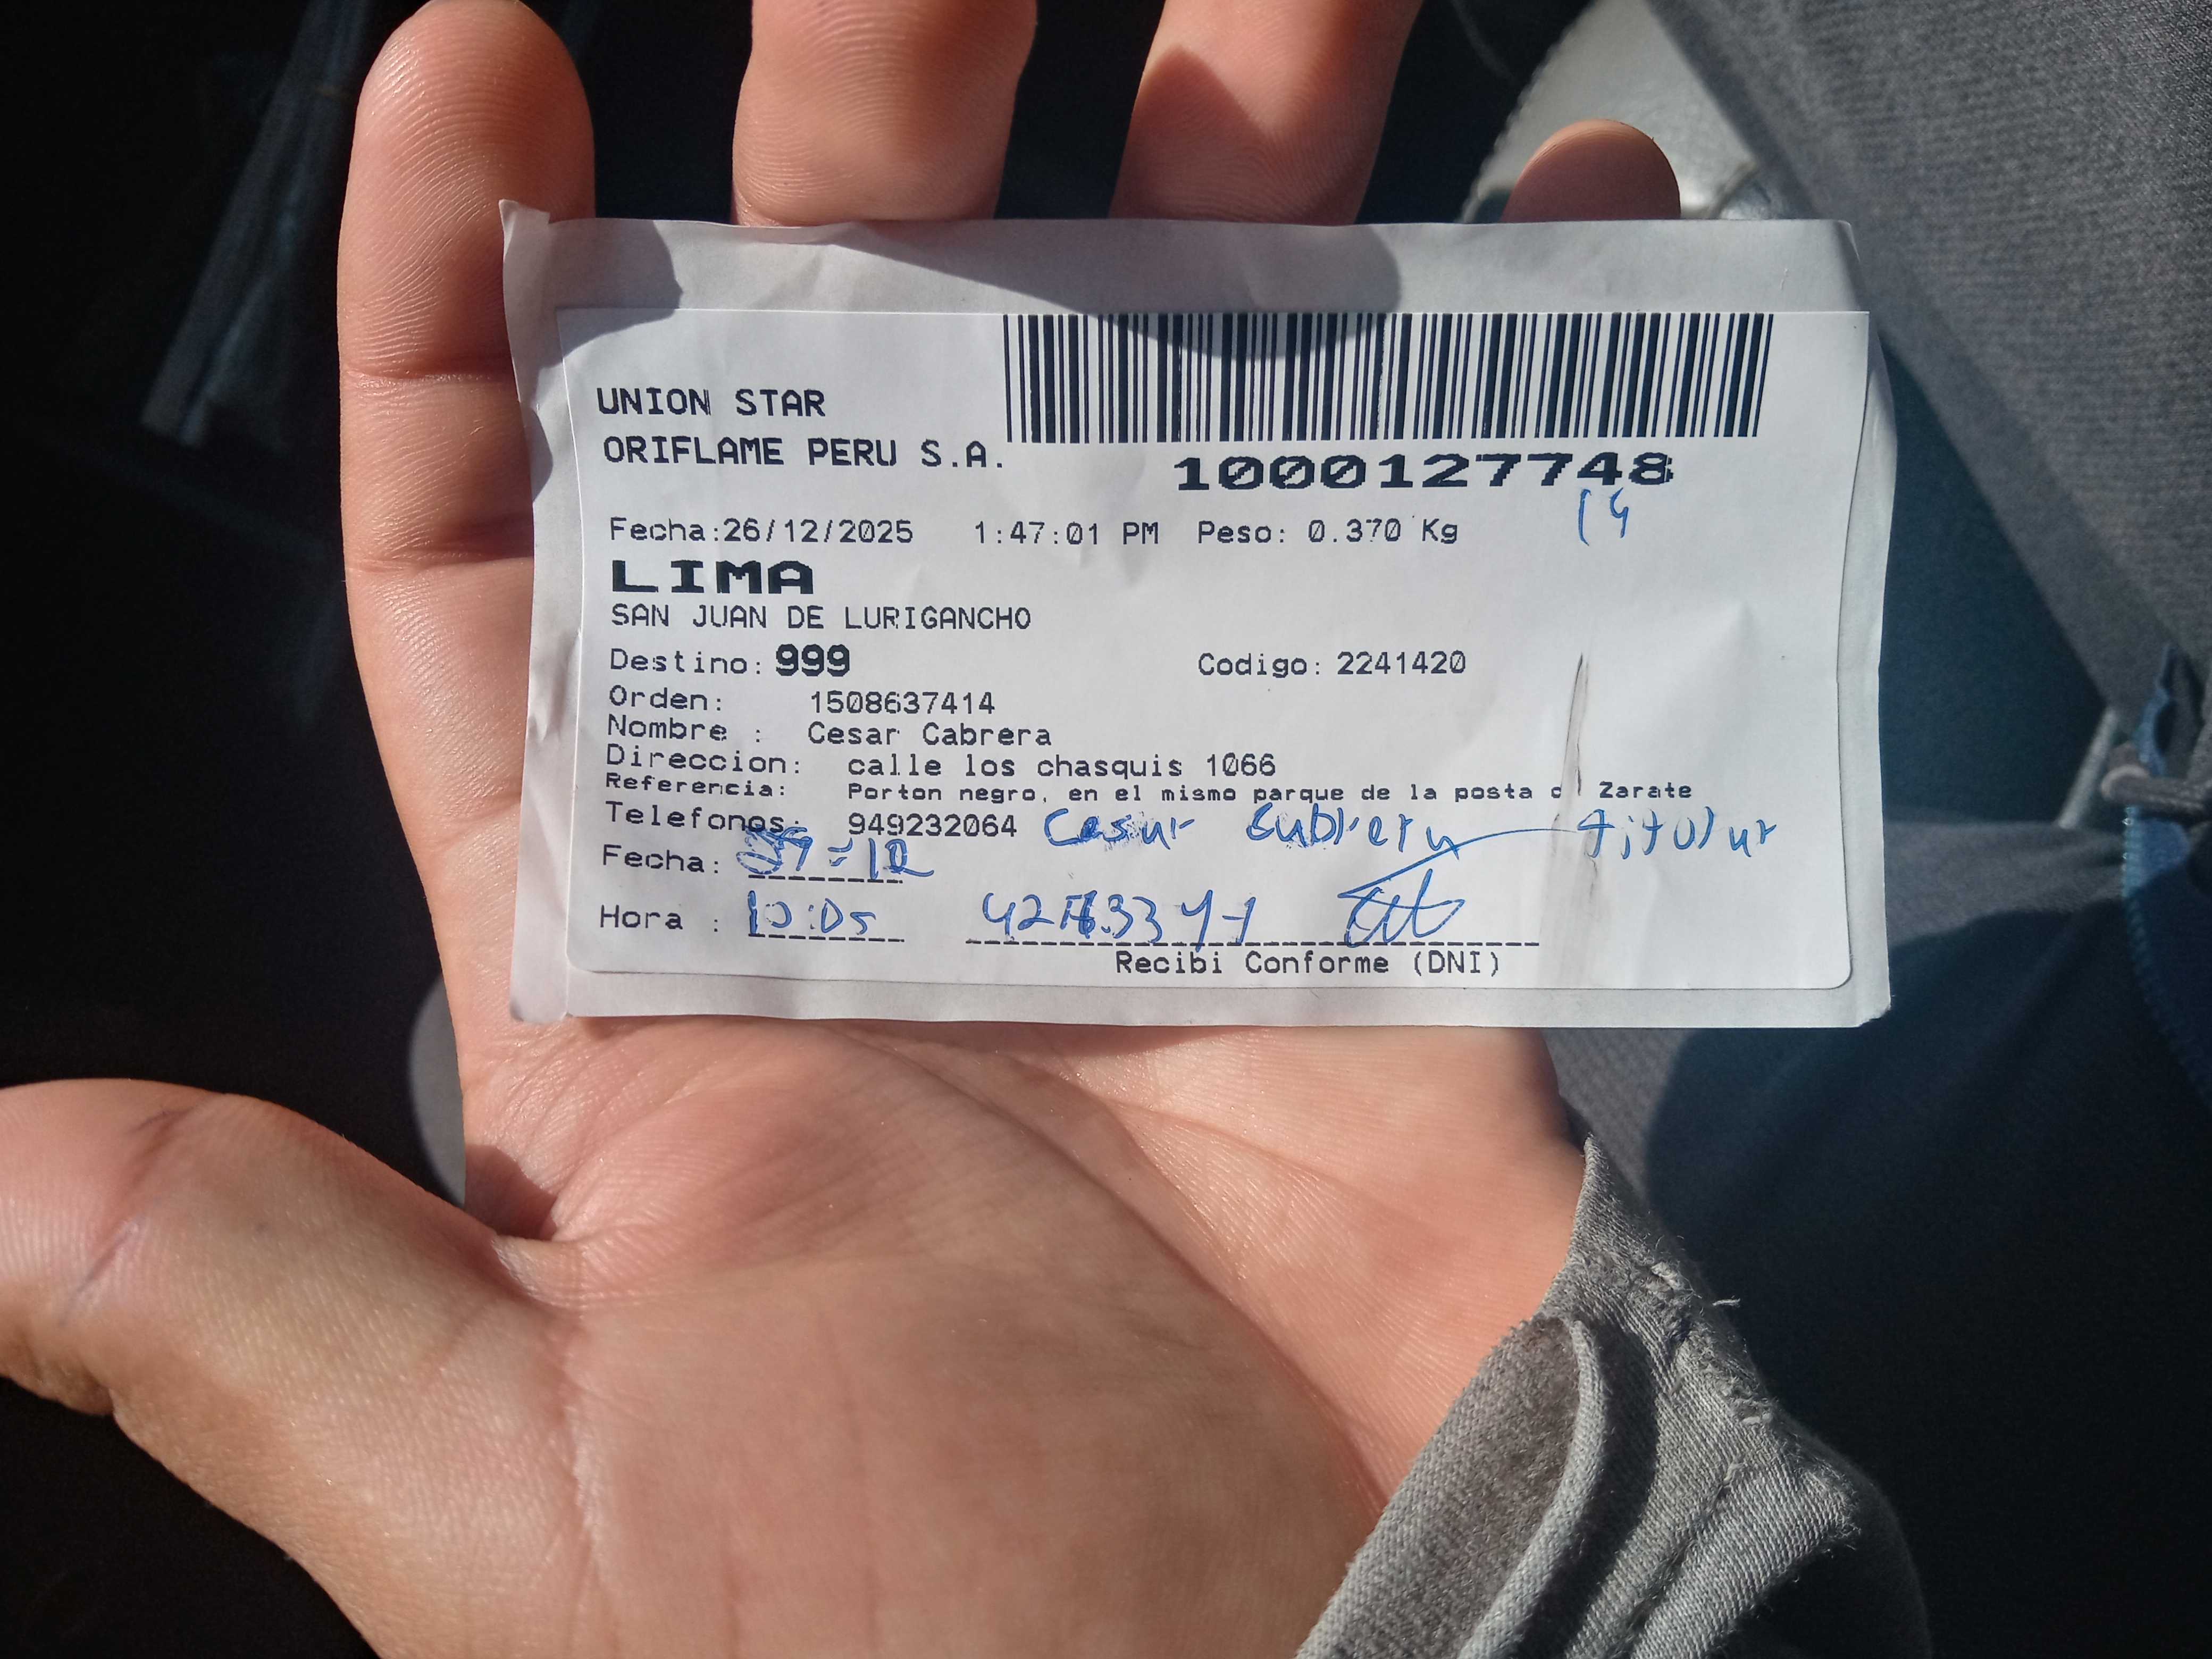 UNION STAR
ORIFLAME PERU S.A.
1000127748
14
Fecha:26/12/2025 1:47:01 PM Peso: 0.370 Kg
LIMA
SAN JUAN DE LURIGANCHO
Destino: 999 Codigo: 2241420
Orden: 1508637414
Nombre : Cesar Cabrera
Direccion: calle los chasquis 1066
Referencia: Porton negro, en el mismo parque de la posta d Zarate
Telefonos: 949232064 Cesar Cabrera titular
Fecha:
Hora : 10:05
Recibi Conforme (DNI)